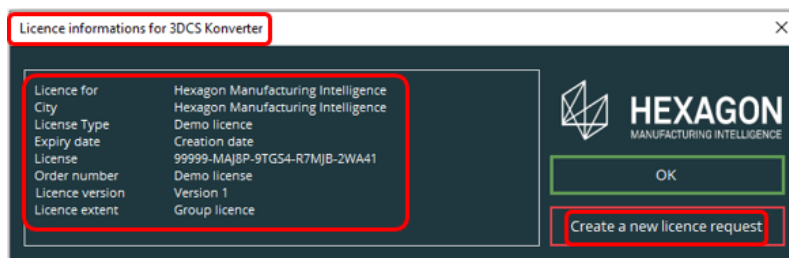 Licence informations for 3DCS Konverter
Licence for Hexagon Manufacturing Intelligence
City Hexagon Manufacturing Intelligence
License Type Demo licence
Expiry date Creation date
License 99999-MAJ8P-9TGS4-R7MJB-2WA41
Order number Demo license
Licence version Version 1
Licence extent Group licence
HEXAGON
MANUFACTURING INTELLIGENCE
OK
Create a new licence request